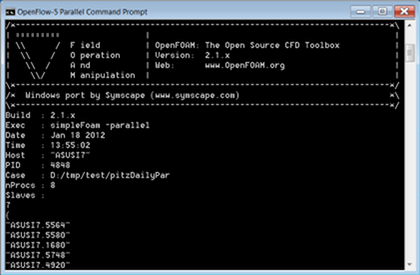 OpenFlow-5 Parallel Command Prompt
/*---------------------------------------------------------------------------*\
| ========= | |
| \\ / F ield | OpenFOAM: The Open Source CFD Toolbox |
| \\ / O peration | Version: 2.1.x |
| \\ / A nd | Web: www.OpenFOAM.org |
| \\/ M anipulation | |
\*---------------------------------------------------------------------------*/
/* Windows port by Symscape (www.symscape.com) *\
\*---------------------------------------------------------------------------*/
Build : 2.1.x
Exec : simpleFoam -parallel
Date : Jan 18 2012
Time : 13:55:02
Host : "ASUSI7"
PID : 4848
Case : D:/tmp/test/pitzDailyPar
nProcs : 8
Slaves :
7
(
"ASUSI7.5564"
"ASUSI7.5580"
"ASUSI7.1680"
"ASUSI7.5748"
"ASUSI7.4920"